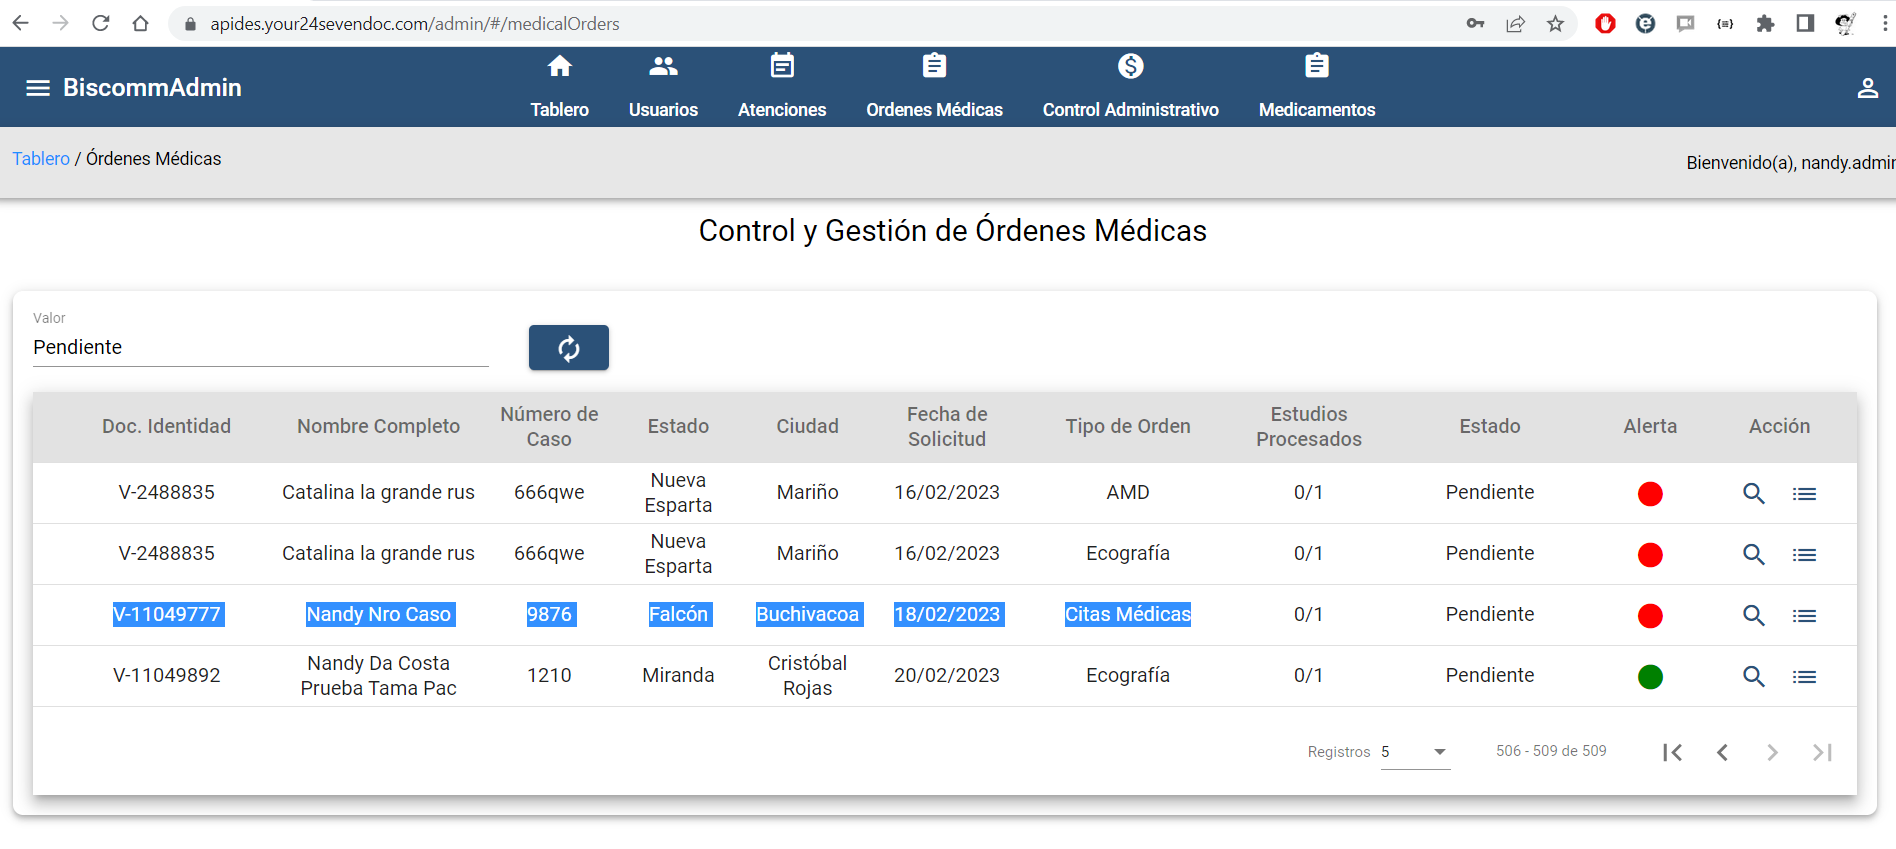 apides.your24sevendoc.com/admin/#/medicalOrders
BiscommAdmin
Tablero
Usuarios
Atenciones
Ordenes Médicas
Control Administrativo
Medicamentos
Tablero / Órdenes Médicas
Bienvenido(a), nandy.admin
Control y Gestión de Órdenes Médicas
Valor
Pendiente
Doc. Identidad Nombre Completo Número de Caso Estado Ciudad Fecha de Solicitud Tipo de Orden Estudios Procesados Estado Alerta Acción
V-2488835 Catalina la grande rus 666qwe Nueva Esparta Mariño 16/02/2023 AMD 0/1 Pendiente
V-2488835 Catalina la grande rus 666qwe Nueva Esparta Mariño 16/02/2023 Ecografía 0/1 Pendiente
V-11049777 Nandy Nro Caso 9876 Falcón Buchivacoa 18/02/2023 Citas Médicas 0/1 Pendiente
V-11049892 Nandy Da Costa Prueba Tama Pac 1210 Miranda Cristóbal Rojas 20/02/2023 Ecografía 0/1 Pendiente
Registros 5 506 - 509 de 509